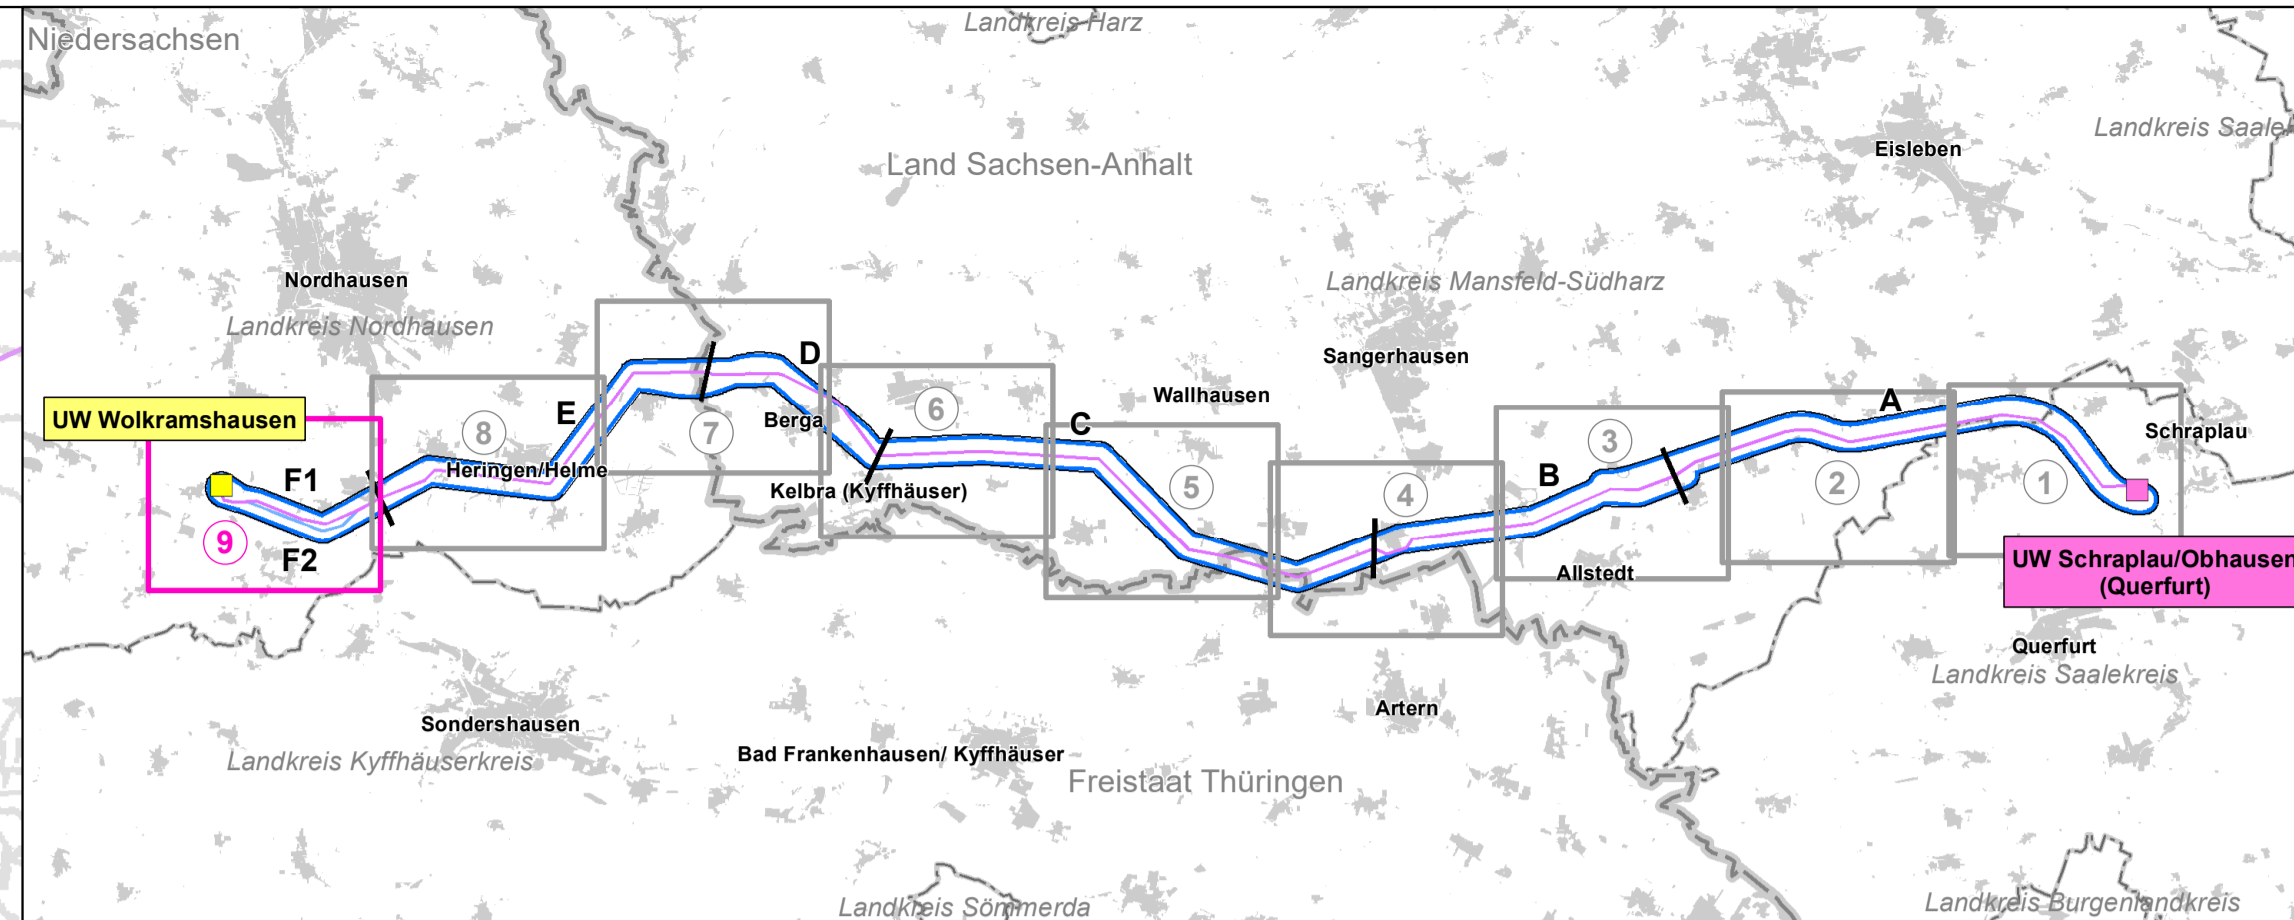 Niedersachsen
Landkreis Harz
Landkreis Saalek
Eisleben
Land Sachsen-Anhalt
Nordhausen
Landkreis Mansfeld-Südharz
Landkreis Nordhausen
Sangerhausen
D
Wallhausen
A
E
Berga
6
C
UW Wolkramshausen
8
7
3
Schraplau
Heringen/Helme
B
F1
Kelbra (Kyffhäuser)
5
4
2
1
9
F2
Allstedt
UW Schraplau/Obhausen
(Querfurt)
Querfurt
Landkreis Saalekreis
Sondershausen
Artern
Landkreis Kyffhäuserkreis
Bad Frankenhausen/ Kyffhäuser
Freistaat Thüringen
Landkreis Sömmerda
Landkreis Burgenlandkreis